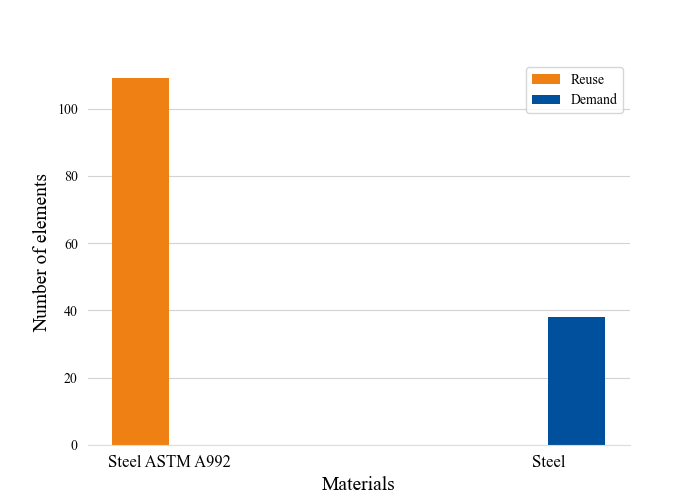 Reuse
Demand
Number of elements
100
80
60
40
20
0
Steel ASTM A992
Steel
Materials